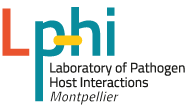 Lphi
Laboratory of Pathogen
Host Interactions
Montpellier